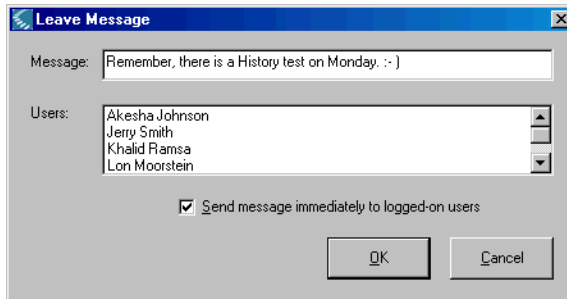 Leave Message
Message: Remember, there is a History test on Monday. :- )
Users: Akesha Johnson
Jerry Smith
Khalid Ramsa
Lon Moorstein
Send message immediately to logged-on users
OK Cancel